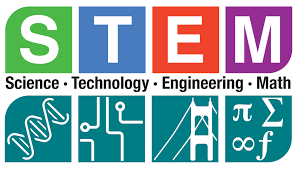 STEM
Science · Technology · Engineering · Math
π Σ
∞ f